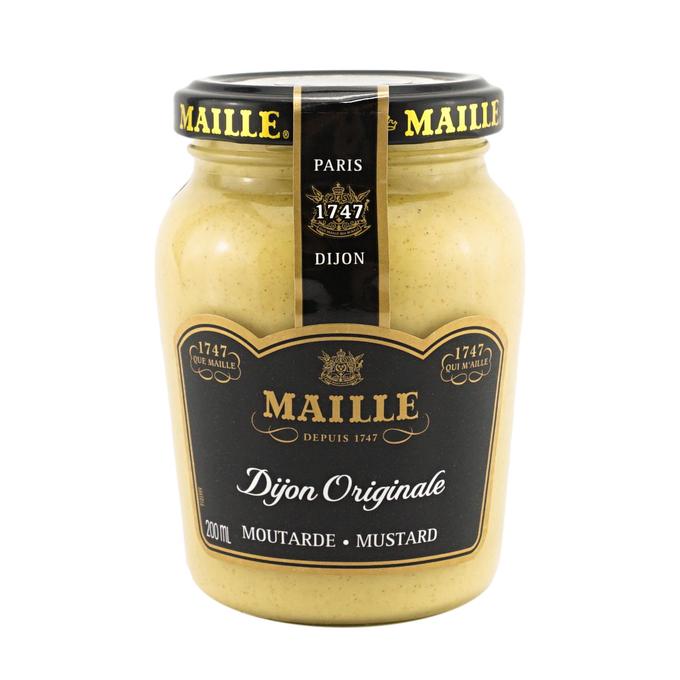 MAILLE® MAILLE
PARIS
1747
DIJON
1747
QUE MAILLE
1747
QUI M'AILLE
MAILLE
DEPUIS 1747
Dijon Originale
200 mL MOUTARDE • MUSTARD